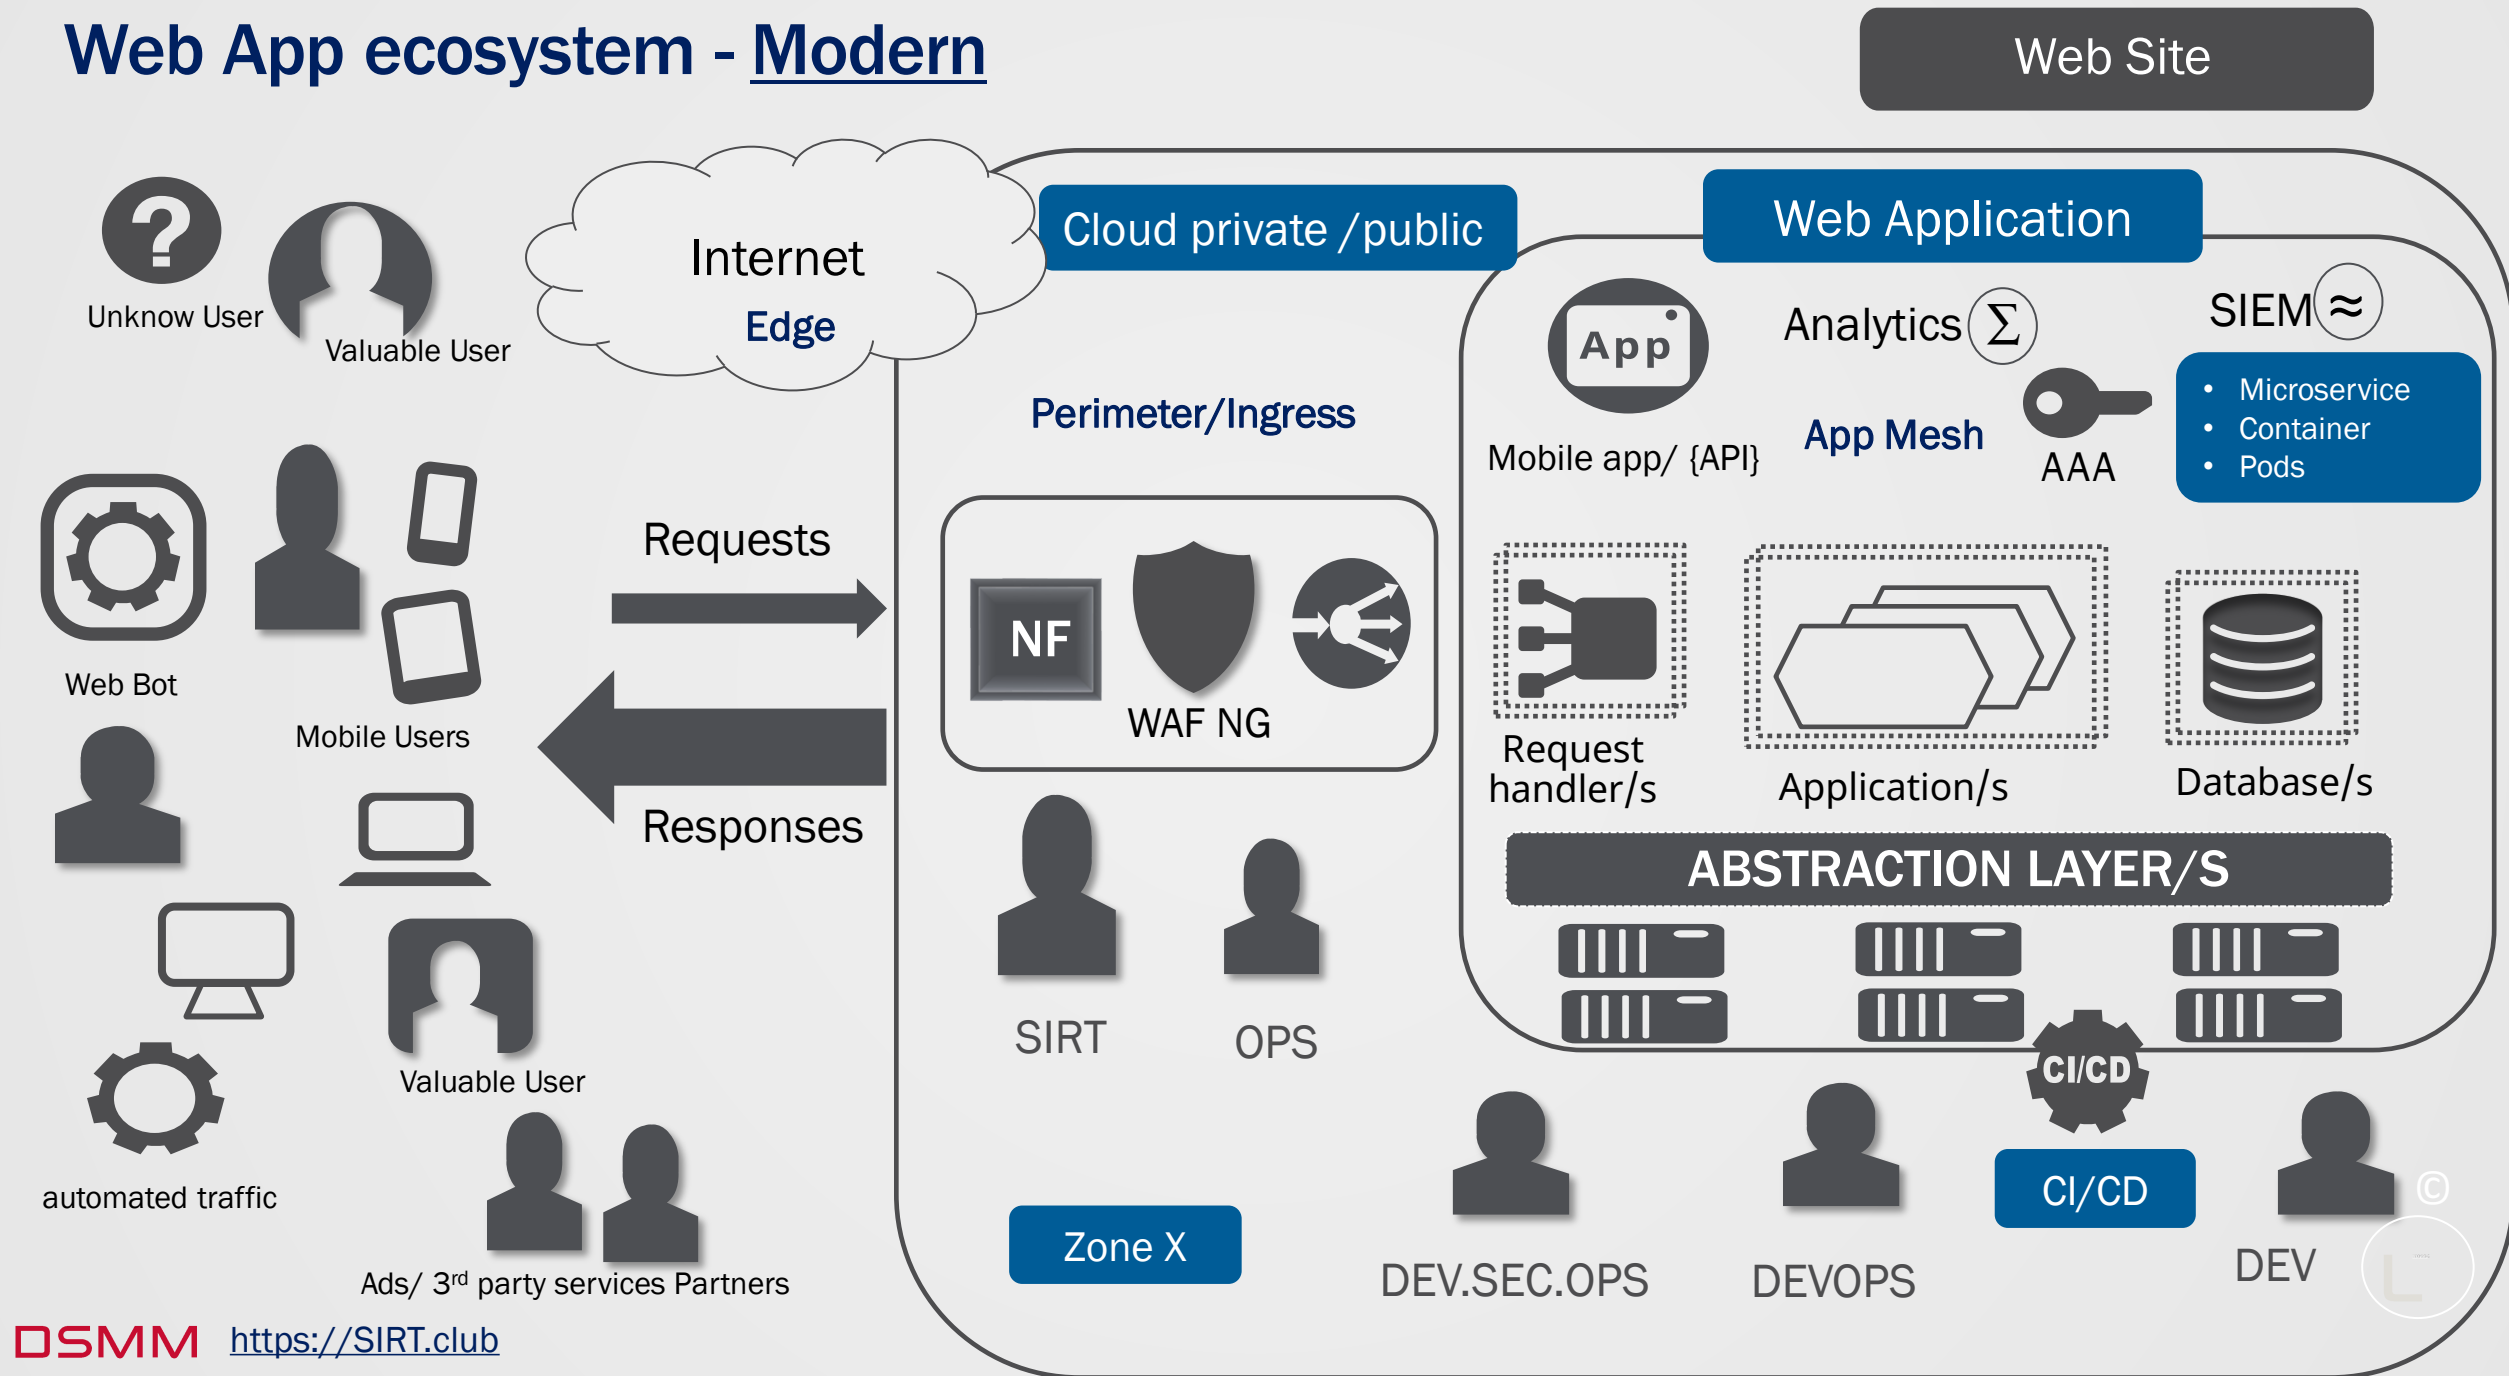 Web App ecosystem - Modern
Web Site
Unknow User
Valuable User
Internet
Edge
Cloud private /public
Web Application
Perimeter/Ingress
App
Mobile app/ {API}
Analytics Σ
App Mesh
AAA
SIEM ≈
• Microservice
• Container
• Pods
Web Bot
Mobile Users
Requests
Responses
NF
WAF NG
Request
handler/s
Application/s
Database/s
ABSTRACTION LAYER/S
SIRT
OPS
Valuable User
automated traffic
Ads/ 3rd party services Partners
Zone X
DEV.SEC.OPS
DEVOPS
CI/CD
CI/CD
DEV
©
L
DSMM
https://SIRT.club